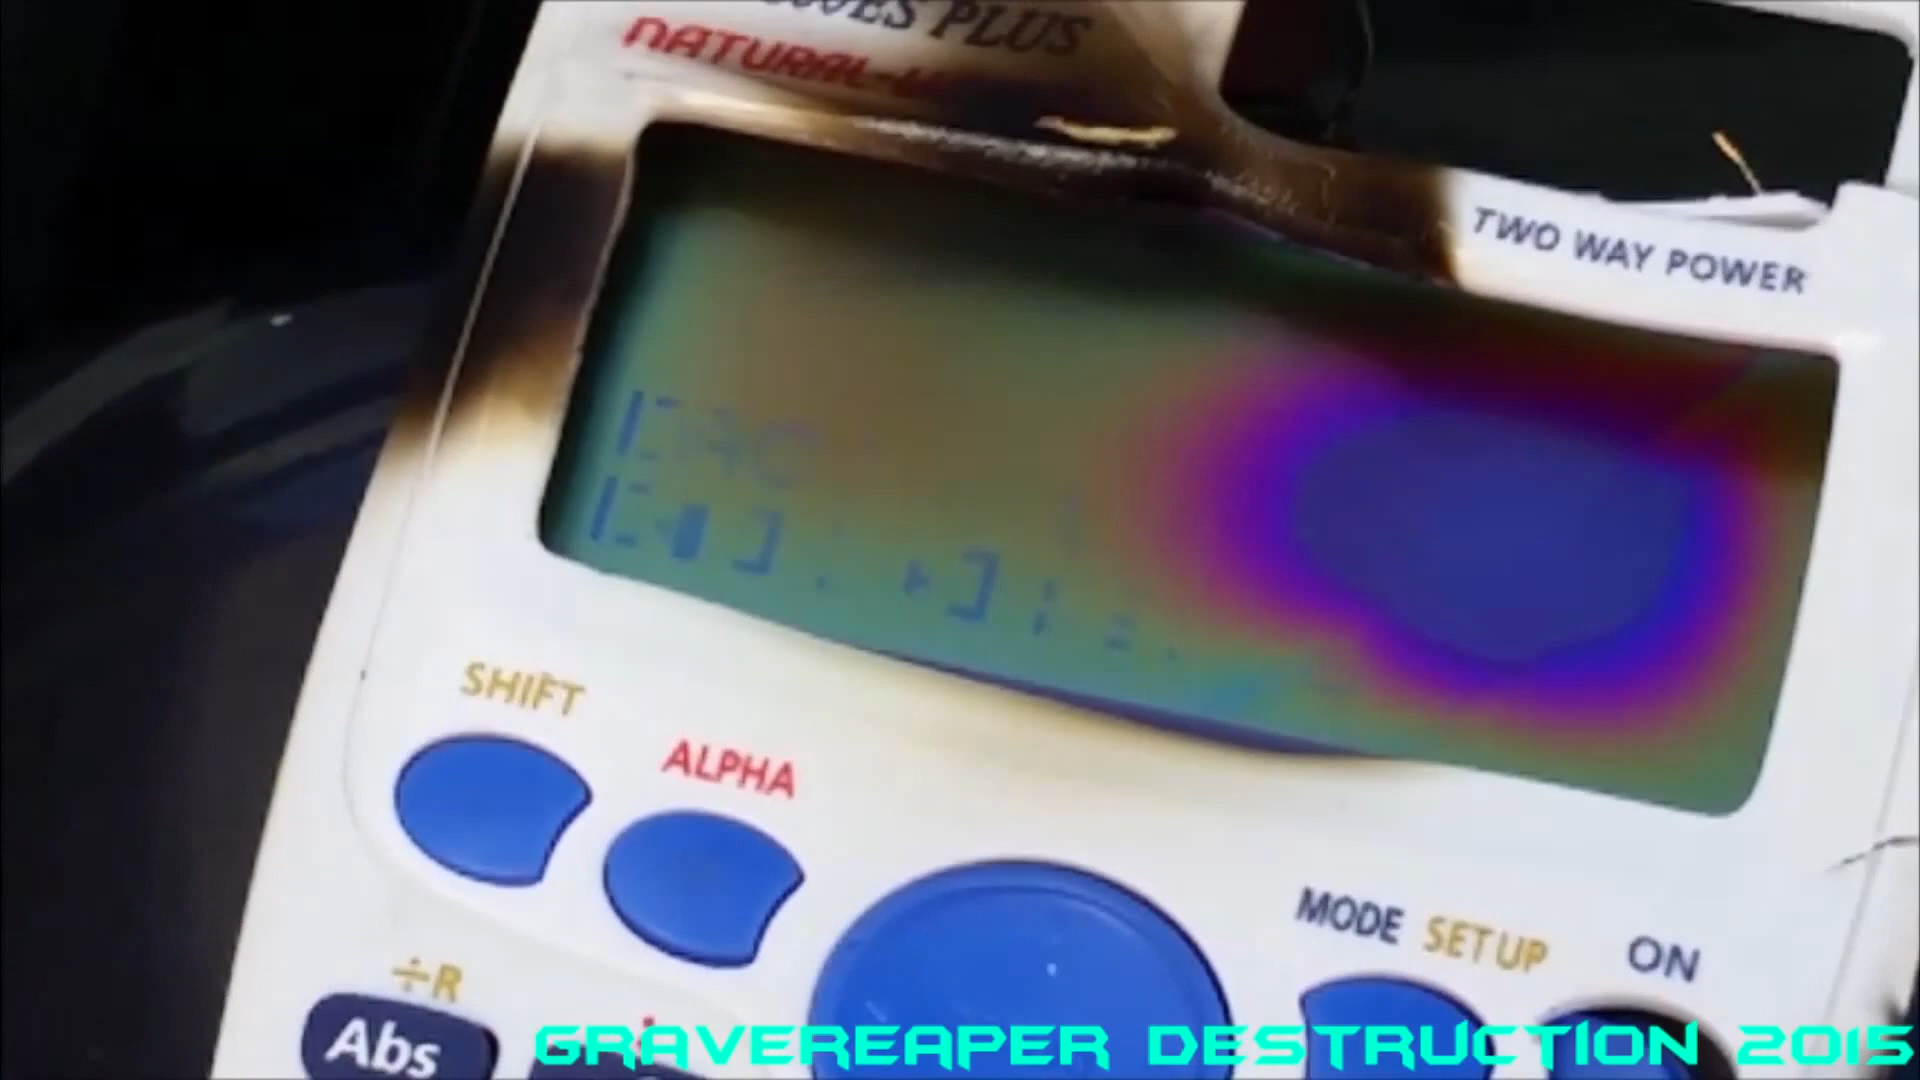 PLUS
NATURAL-
TWO WAY POWER
SHIFT
ALPHA
MODE SETUP
ON
÷R
Abs
GRAVEREAPER DESTRUCTION 2015